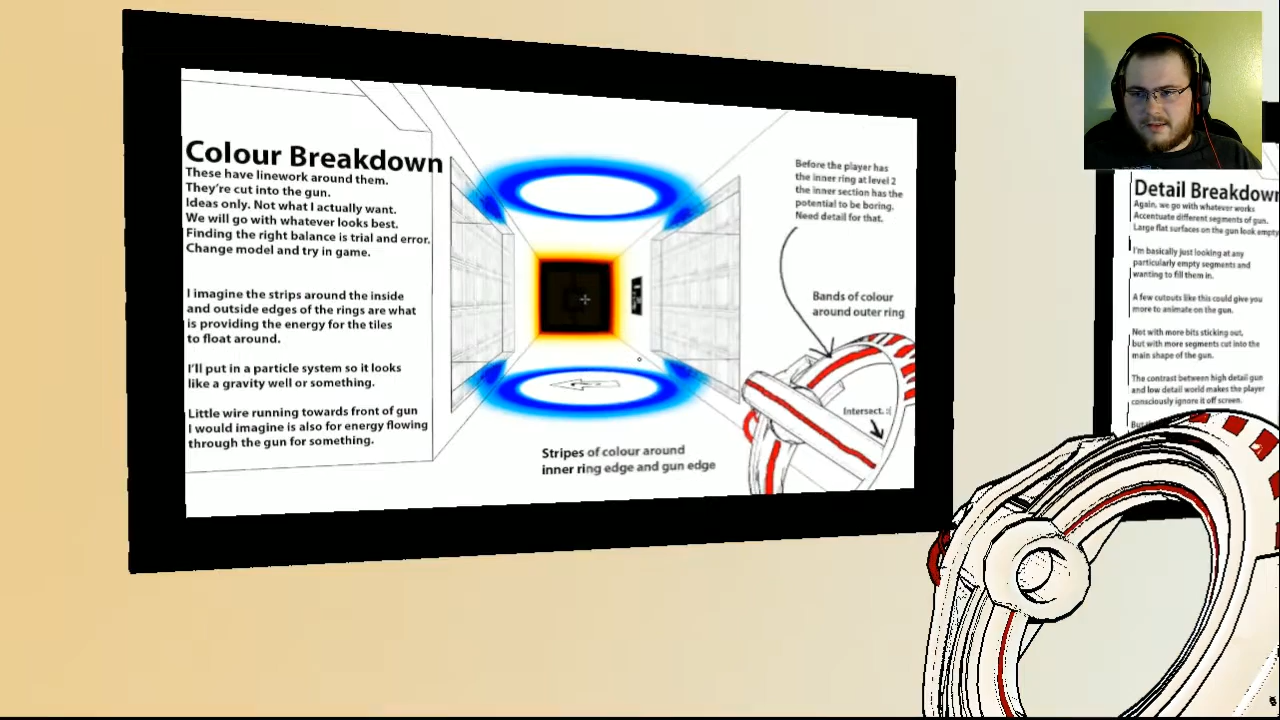 Colour Breakdown
These have linework around them.
They're cut into the gun.
Ideas only. Not what I actually want.
We will go with whatever looks best.
Finding the right balance is trial and error.
Change model and try in game.
I imagine the strips around the inside
and outside edges of the rings are what
is providing the energy for the tiles
to float around.
I'll put in a particle system so it looks
like a gravity well or something.
Little wire running towards front of gun
I would imagine is also for energy flowing
through the gun for something.
Before the player has
the inner ring at level 2
the inner section has the
potential to be boring.
Need detail for that.
Bands of colour
around outer ring
Intersect. :(
Stripes of colour around
inner ring edge and gun edge
Detail Breakdown
Again, we go with whatever works
Accentuate different segments of gun.
Large flat surfaces on the gun look empty
I'm basically just looking at any
particularly empty segments and
wanting to fill them in.
A few cutouts like this could give you
more to animate on the gun.
Not with more bits sticking out,
but with more segments cut into the
main shape of the gun.
The contrast between high detail gun
and low detail world makes the player
consciously ignore it off screen.